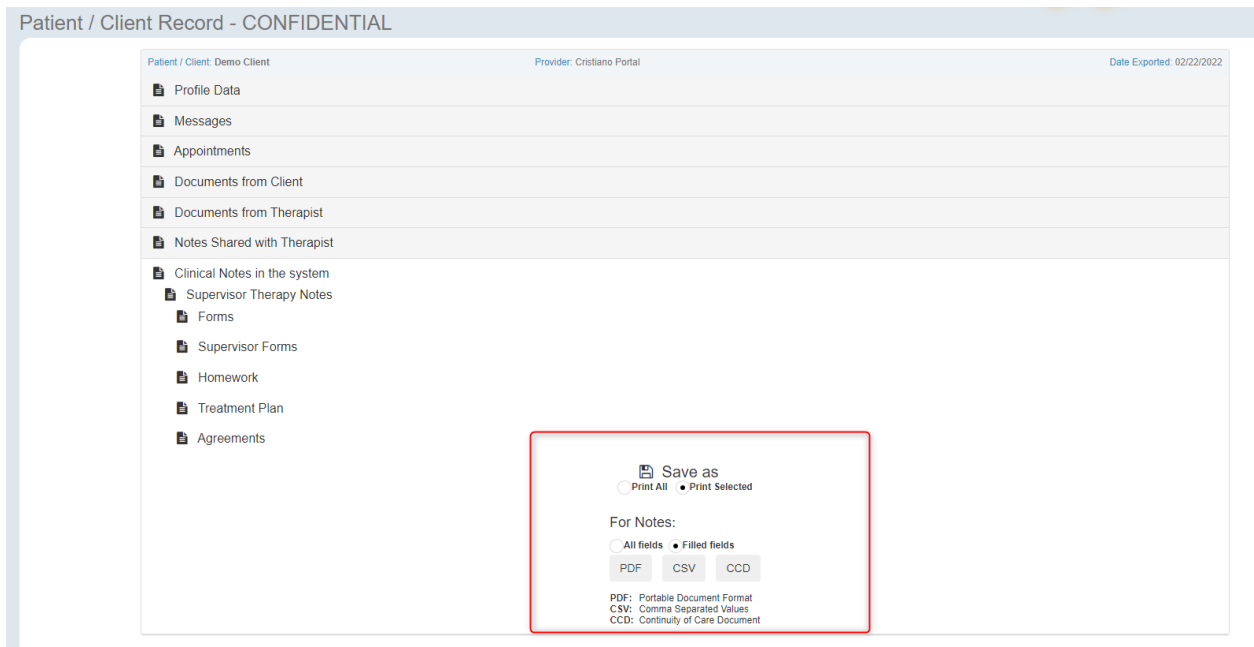 Patient / Client Record - CONFIDENTIAL
Patient / Client: Demo Client Provider: Cristiano Portal Date Exported: 02/22/2022
Profile Data
Messages
Appointments
Documents from Client
Documents from Therapist
Notes Shared with Therapist
Clinical Notes in the system
Supervisor Therapy Notes
Forms
Supervisor Forms
Homework
Treatment Plan
Agreements
Save as
Print All Print Selected
For Notes:
All fields Filled fields
PDF CSV CCD
PDF: Portable Document Format
CSV: Comma Separated Values
CCD: Continuity of Care Document